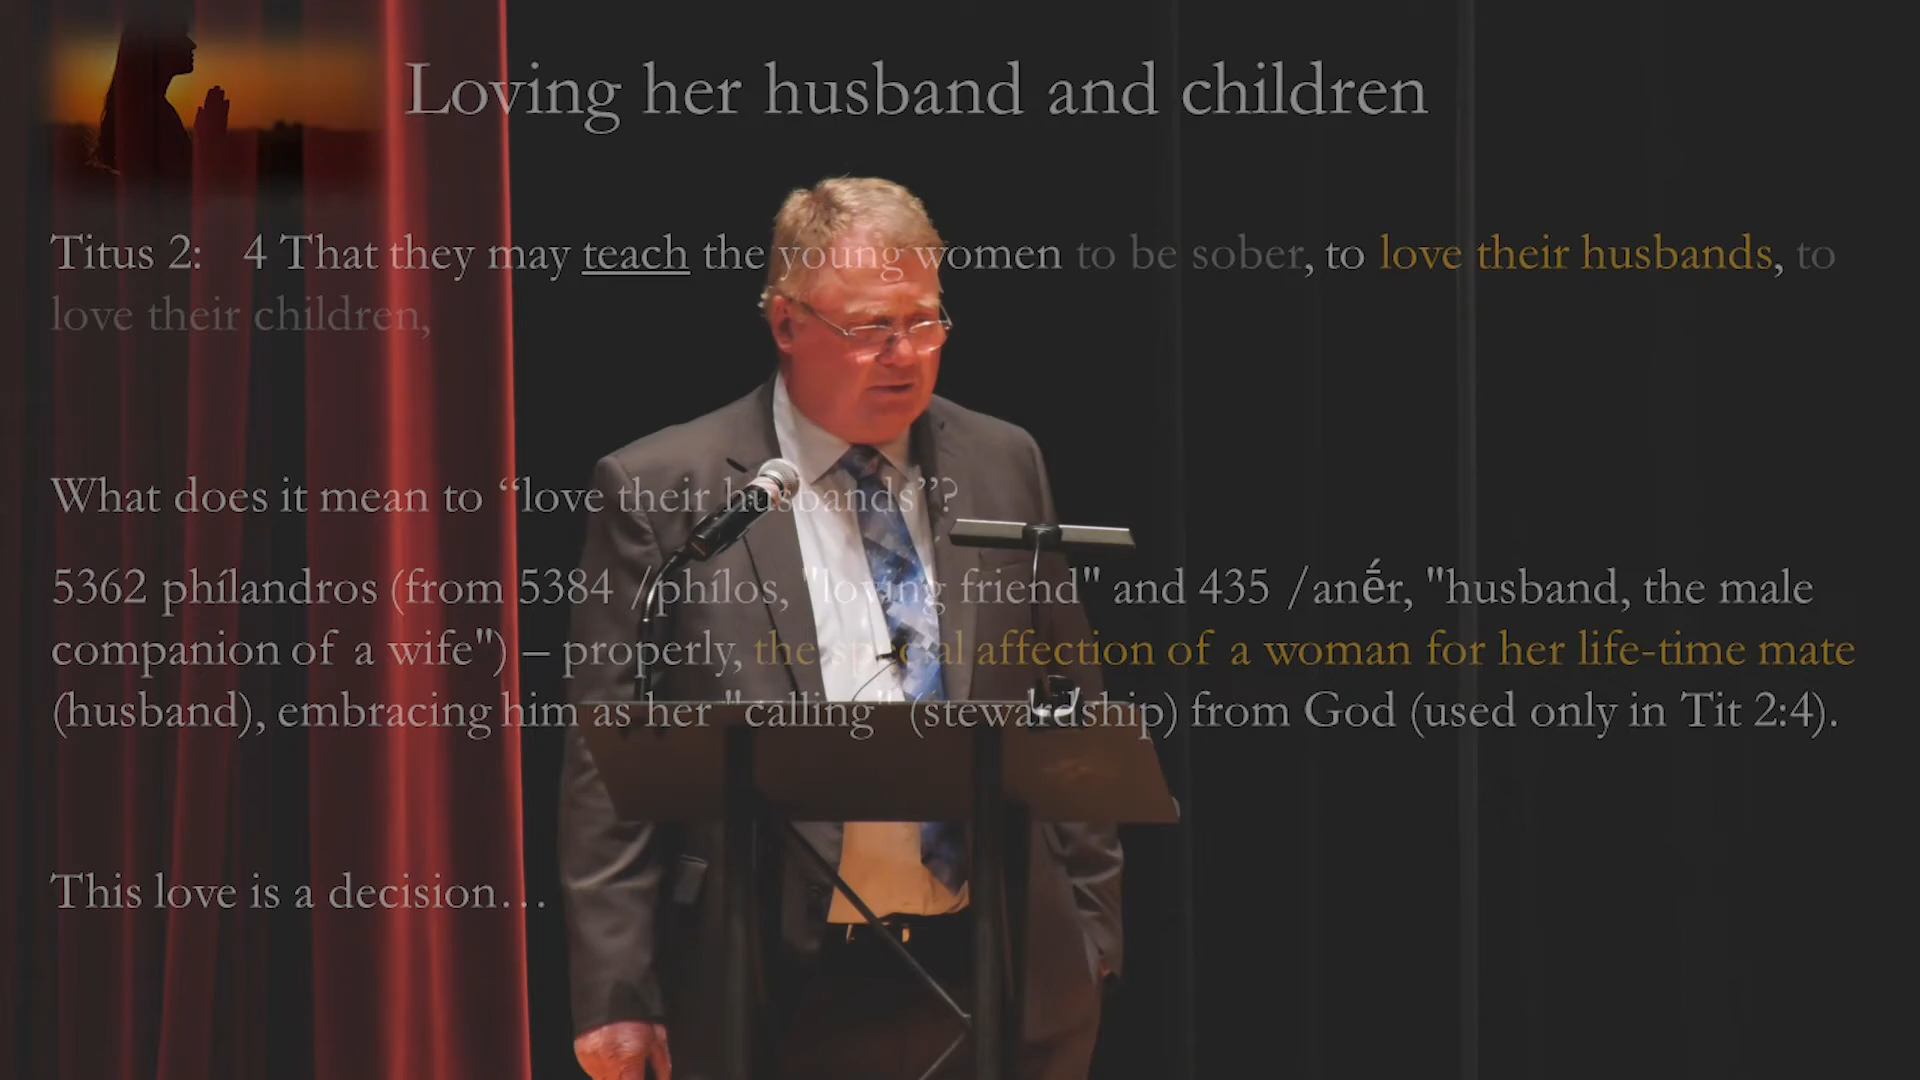 Loving her husband and children
Titus 2: 4 That they may teach the young women to be sober, to love their husbands, to
love their children,
What does it mean to “love their husbands”?
5362 phílandros (from 5384 /phílos, "loving friend" and 435 /anḗr, "husband, the male
companion of a wife") – properly, the special affection of a woman for her life-time mate
(husband), embracing him as her "calling" (stewardship) from God (used only in Tit 2:4).
This love is a decision…